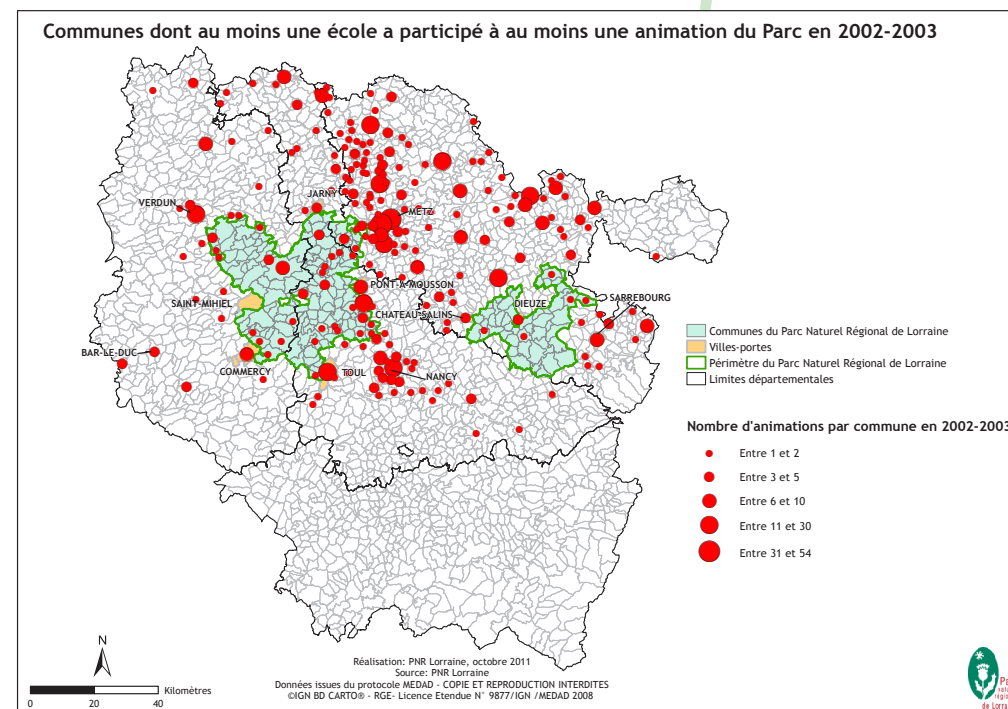 Communes dont au moins une école a participé à au moins une animation du Parc en 2002-2003
JARNY
VERDUN
METZ
PONT-A-MOUSSON
SAINT-MIHIEL
CHATEAU-SALINS
DIEUZE
SARREBOURG
BAR-LE-DUC
COMMERCY
TOUL
NANCY
Communes du Parc Naturel Régional de Lorraine
Villes-portes
Périmètre du Parc Naturel Régional de Lorraine
Limites départementales
Nombre d'animations par commune en 2002-2003
Entre 1 et 2
Entre 3 et 5
Entre 6 et 10
Entre 11 et 30
Entre 31 et 54
N
Kilomètres
0 20 40
Réalisation: PNR Lorraine, octobre 2011
Source: PNR Lorraine
Données issues du protocole MEDAD - COPIE ET REPRODUCTION INTERDITES
©IGN BD CARTO® - RGE- Licence Etendue N° 9877/IGN /MEDAD 2008
de Lorra